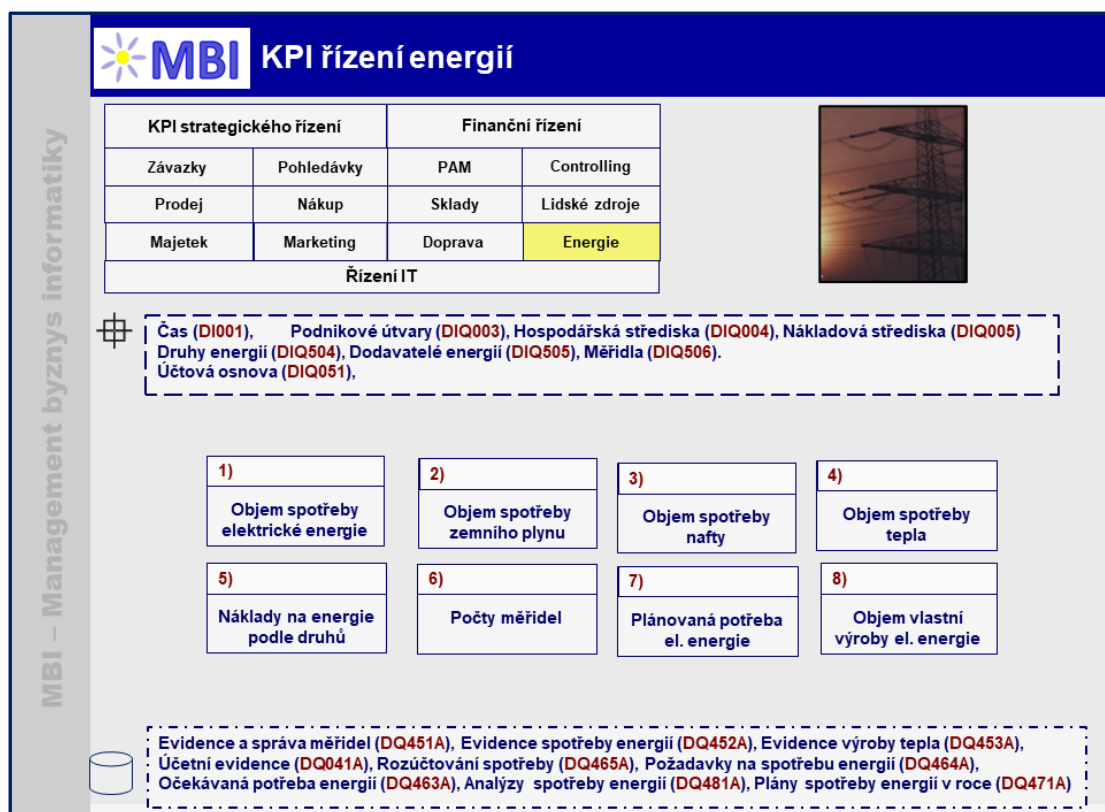 MBI – Management byznys informatiky
MBI
KPI řízení energií
KPI strategického řízení
Finanční řízení
Závazky
Pohledávky
PAM
Controlling
Prodej
Nákup
Sklady
Lidské zdroje
Majetek
Marketing
Doprava
Energie
Řízení IT
Čas (DI001), Podnikové útvary (DIQ003), Hospodářská střediska (DIQ004), Nákladová střediska (DIQ005)
Druhy energií (DIQ504), Dodavatelé energií (DIQ505), Měřidla (DIQ506).
Účtová osnova (DIQ051),
1)
Objem spotřeby
elektrické energie
2)
Objem spotřeby
zemního plynu
3)
Objem spotřeby
nafty
4)
Objem spotřeby
tepla
5)
Náklady na energie
podle druhů
6)
Počty měřidel
7)
Plánovaná potřeba
el. energie
8)
Objem vlastní
výroby el. energie
Evidence a správa měřidel (DQ451A), Evidence spotřeby energií (DQ452A), Evidence výroby tepla (DQ453A),
Účetní evidence (DQ041A), Rozúčtování spotřeby (DQ465A), Požadavky na spotřebu energií (DQ464A),
Očekávaná potřeba energií (DQ463A), Analýzy spotřeby energií (DQ481A), Plány spotřeby energií v roce (DQ471A)